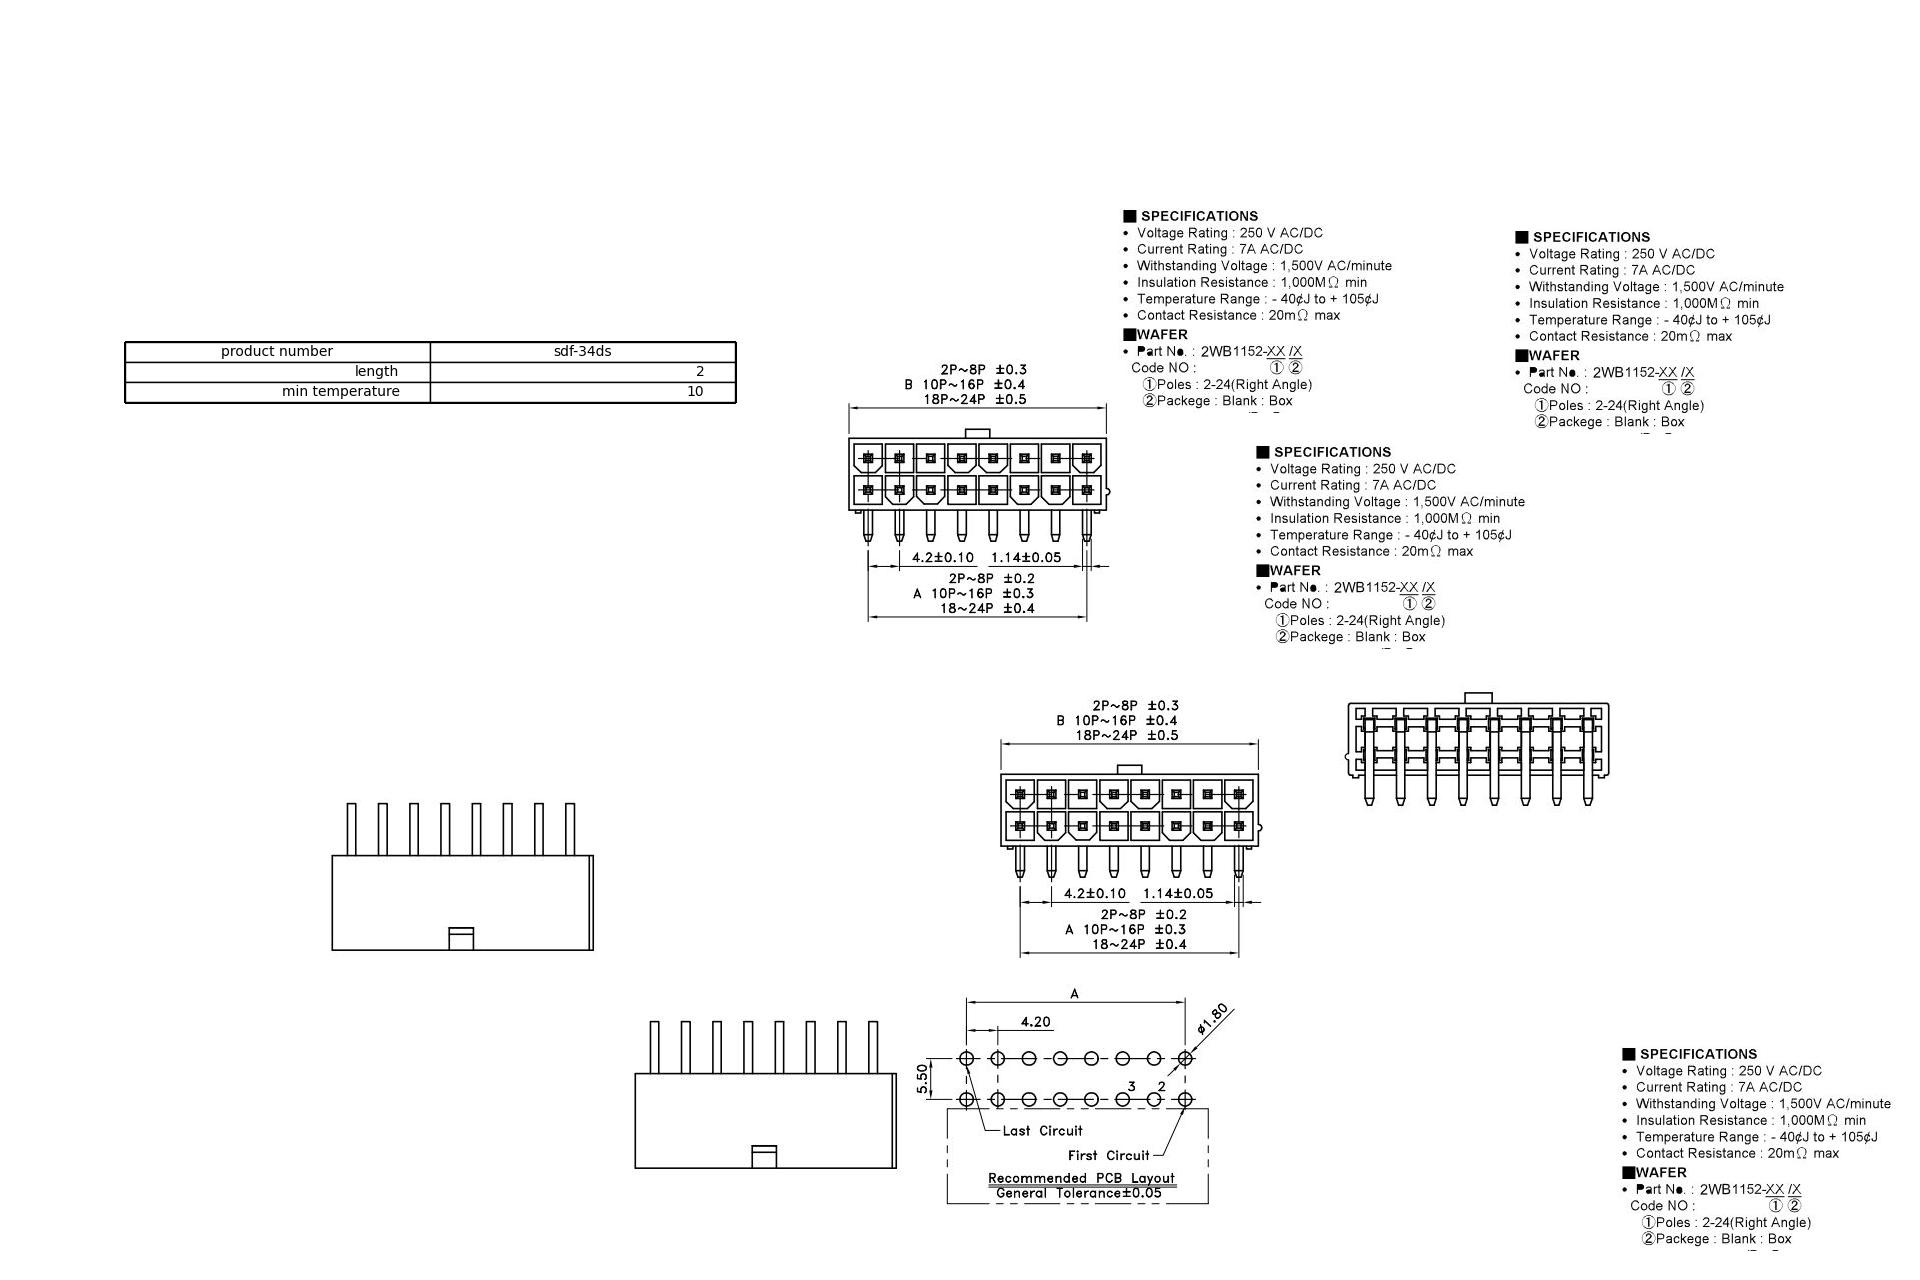 ■ SPECIFICATIONS
• Voltage Rating : 250 V AC/DC
• Current Rating : 7A AC/DC
• Withstanding Voltage : 1,500V AC/minute
• Insulation Resistance : 1,000MΩ min
• Temperature Range : - 40¢J to + 105¢J
• Contact Resistance : 20mΩ max
■WAFER
• Part No. : 2WB1152-XX /X
Code NO : ① ②
①Poles : 2-24(Right Angle)
②Packege : Blank : Box
■ SPECIFICATIONS
• Voltage Rating : 250 V AC/DC
• Current Rating : 7A AC/DC
• Withstanding Voltage : 1,500V AC/minute
• Insulation Resistance : 1,000MΩ min
• Temperature Range : - 40¢J to + 105¢J
• Contact Resistance : 20mΩ max
■WAFER
• Part No. : 2WB1152-XX /X
Code NO : ① ②
①Poles : 2-24(Right Angle)
②Packege : Blank : Box
product number sdf-34ds
length 2
min temperature 10
2P~8P ±0.3
B 10P~16P ±0.4
18P~24P ±0.5
4.2±0.10 1.14±0.05
2P~8P ±0.2
A 10P~16P ±0.3
18~24P ±0.4
■ SPECIFICATIONS
• Voltage Rating : 250 V AC/DC
• Current Rating : 7A AC/DC
• Withstanding Voltage : 1,500V AC/minute
• Insulation Resistance : 1,000MΩ min
• Temperature Range : - 40¢J to + 105¢J
• Contact Resistance : 20mΩ max
■WAFER
• Part No. : 2WB1152-XX /X
Code NO : ① ②
①Poles : 2-24(Right Angle)
②Packege : Blank : Box
2P~8P ±0.3
B 10P~16P ±0.4
18P~24P ±0.5
4.2±0.10 1.14±0.05
2P~8P ±0.2
A 10P~16P ±0.3
18~24P ±0.4
A
4.20
ø1.80
5.50
3 2
Last Circuit
First Circuit
Recommended PCB Layout
General Tolerance±0.05
■ SPECIFICATIONS
• Voltage Rating : 250 V AC/DC
• Current Rating : 7A AC/DC
• Withstanding Voltage : 1,500V AC/minute
• Insulation Resistance : 1,000MΩ min
• Temperature Range : - 40¢J to + 105¢J
• Contact Resistance : 20mΩ max
■WAFER
• Part No. : 2WB1152-XX /X
Code NO : ① ②
①Poles : 2-24(Right Angle)
②Packege : Blank : Box